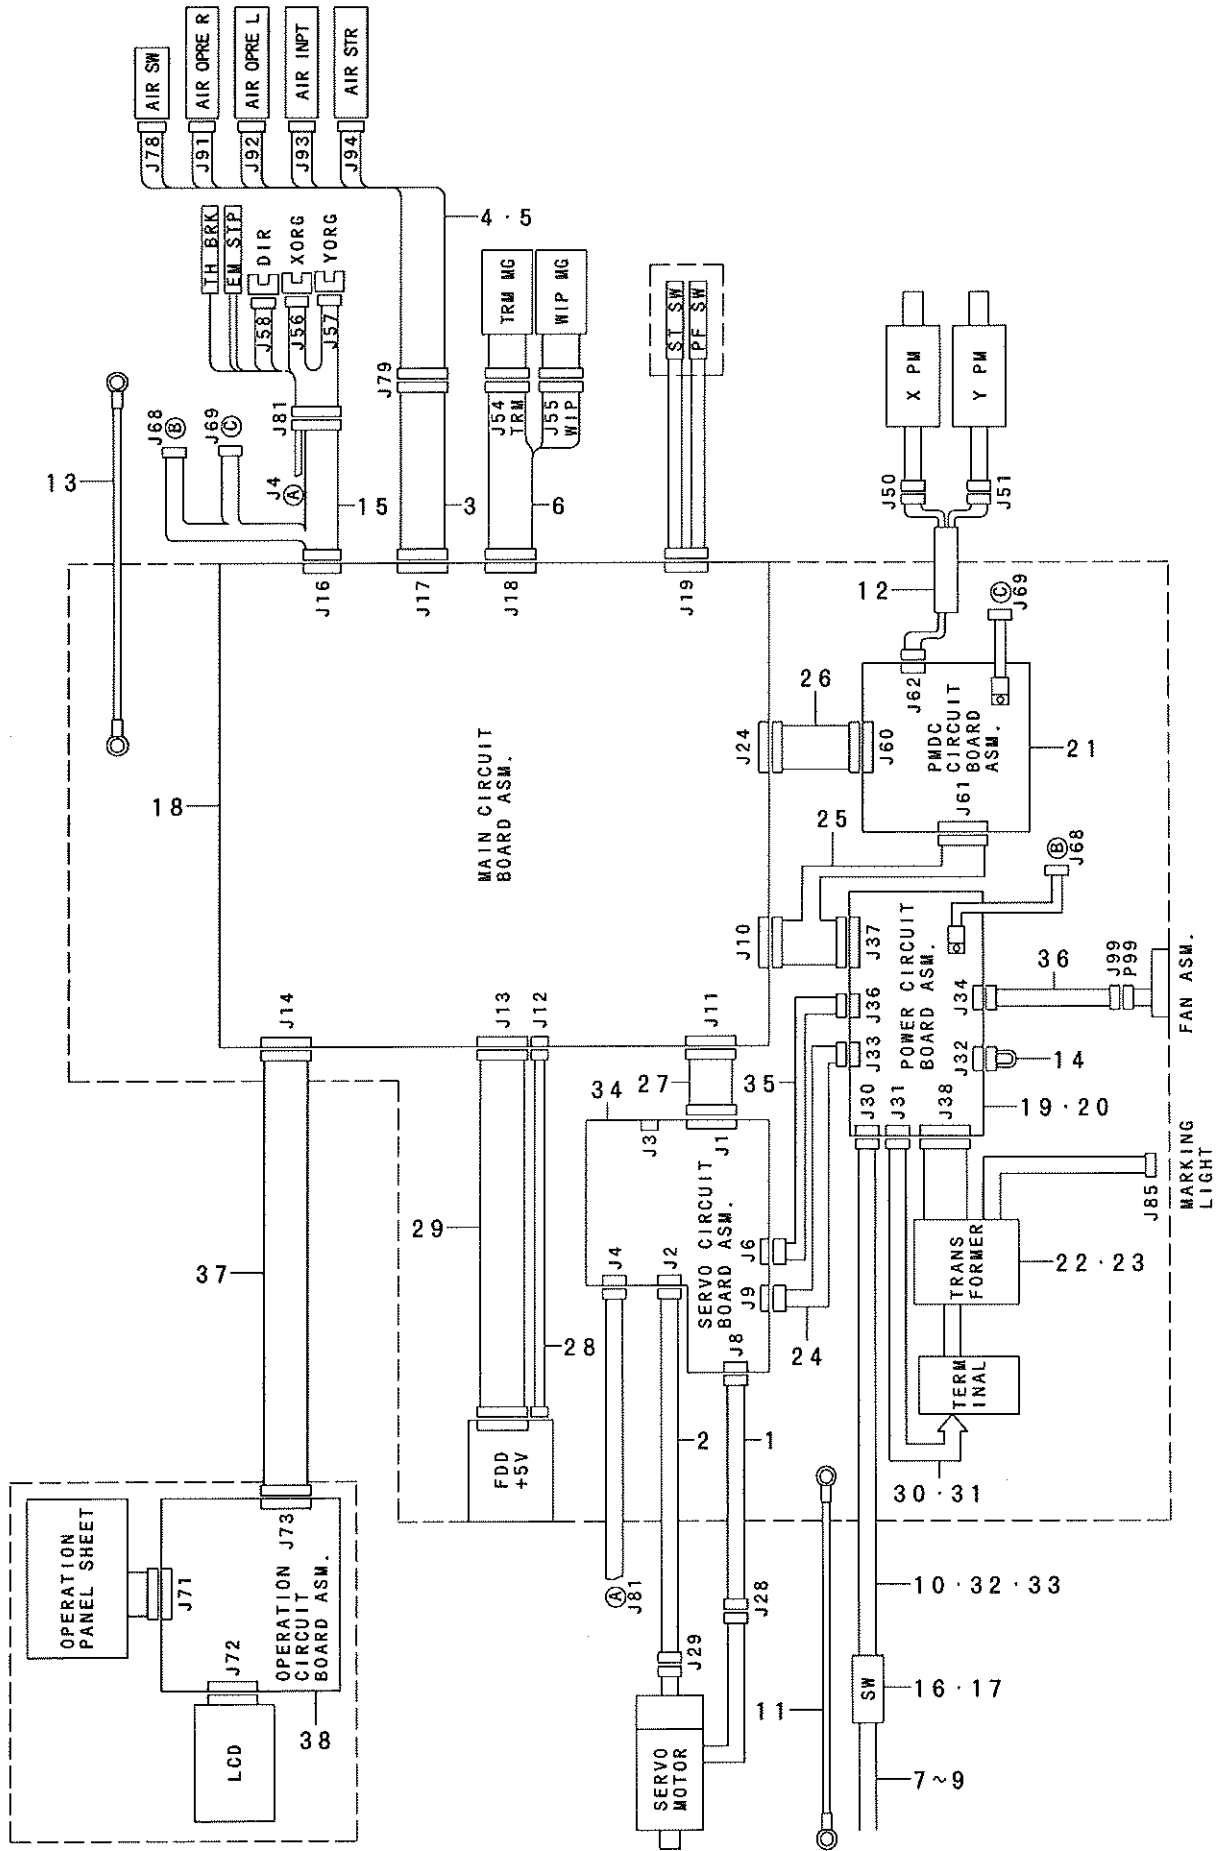 AIR SW
AIR OPRE R
AIR OPRE L
AIR INPT
AIR STR
J78
J91
J92
J93
J94
4・5
TH BRK
EM STP
DIR
XORG
YORG
J58
J56
J57
J79
J81
J68
Ⓑ
J69
Ⓒ
J4
Ⓐ
13
15
3
6
TRM MG
WIP MG
J54
TRM
J55
WIP
ST SW
PF SW
X PM
Y PM
J50
J51
12
J16
J17
J18
J19
18
MAIN CIRCUIT
BOARD ASM.
J62
Ⓒ
J69
26
J24
J60
PMDC
CIRCUIT
BOARD
ASM.
21
J61
25
Ⓑ
J68
J10
J37
36
J99
P99
FAN ASM.
J14
J13
J12
J11
J36
J33
POWER CIRCUIT
BOARD ASM.
J34
J32
14
35
27
34
J30
J31
J38
19・20
J3
J1
MARKING
LIGHT
J85
37
29
28
J4
J2
SERVO CIRCUIT
BOARD ASM.
J6
J9
J8
24
TRANS
FORMER
22・23
TERM
INAL
30・31
FDD
+5V
2
1
OPERATION
PANEL SHEET
J71
J73
J72
OPERATION
CIRCUIT
BOARD ASM.
LCD
38
Ⓐ
J81
J29
J28
SERVO
MOTOR
11
10・32・33
SW
16・17
7~9